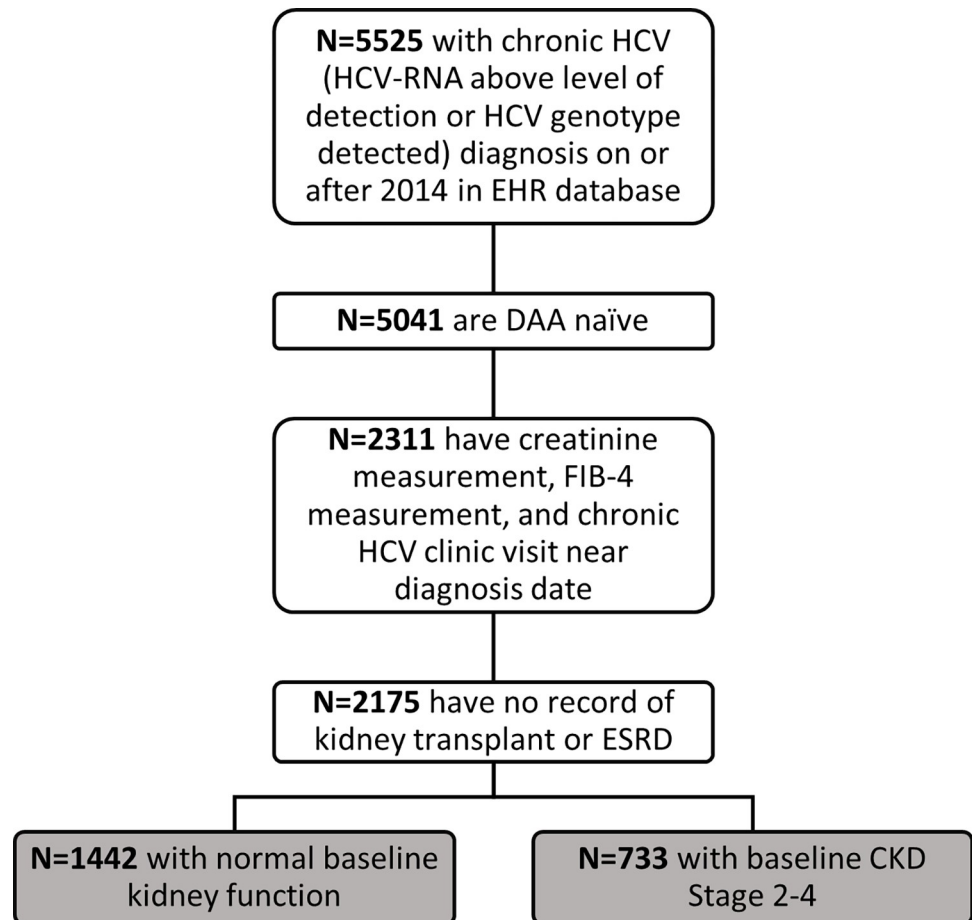 N=5525 with chronic HCV
(HCV-RNA above level of
detection or HCV genotype
detected) diagnosis on or
after 2014 in EHR database
N=5041 are DAA naïve
N=2311 have creatinine
measurement, FIB-4
measurement, and chronic
HCV clinic visit near
diagnosis date
N=2175 have no record of
kidney transplant or ESRD
N=1442 with normal baseline
kidney function
N=733 with baseline CKD
Stage 2-4